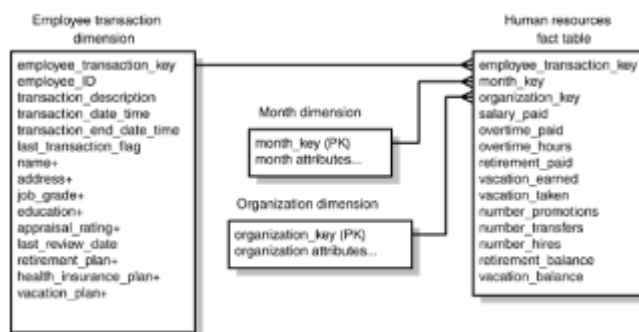 Employee transaction
dimension
employee_transaction_key
employee_ID
transaction_description
transaction_date_time
transaction_end_date_time
last_transaction_flag
name+
address+
job_grade+
education+
appraisal_rating+
last_review_date
retirement_plan+
health_insurance_plan+
vacation_plan+
Month dimension
month_key (PK)
month attributes...
Organization dimension
organization_key (PK)
organization attributes...
Human resources
fact table
employee_transaction_key
month_key
organization_key
salary_paid
overtime_paid
overtime_hours
retirement_paid
vacation_earned
vacation_taken
number_promotions
number_transfers
number_hires
retirement_balance
vacation_balance